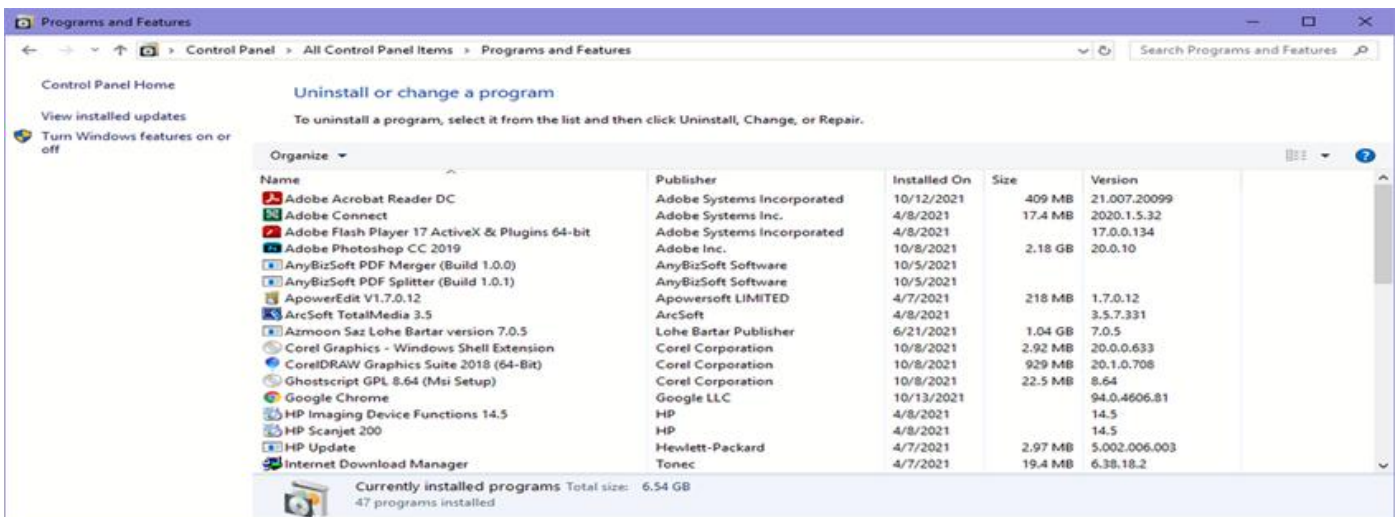 Programs and Features
Control Panel › All Control Panel Items › Programs and Features
Search Programs and Features
Control Panel Home
View installed updates
Turn Windows features on or
off
Uninstall or change a program
To uninstall a program, select it from the list and then click Uninstall, Change, or Repair.
Organize
Name Publisher Installed On Size Version
Adobe Acrobat Reader DC Adobe Systems Incorporated 10/12/2021 409 MB 21.007.20099
Adobe Connect Adobe Systems Inc. 4/8/2021 17.4 MB 2020.1.5.32
Adobe Flash Player 17 ActiveX & Plugins 64-bit Adobe Systems Incorporated 4/8/2021 17.0.0.134
Adobe Photoshop CC 2019 Adobe Inc. 10/8/2021 2.18 GB 20.0.10
AnyBizSoft PDF Merger (Build 1.0.0) AnyBizSoft Software 10/5/2021
AnyBizSoft PDF Splitter (Build 1.0.1) AnyBizSoft Software 10/5/2021
ApowerEdit V1.7.0.12 Apowersoft LIMITED 4/7/2021 218 MB 1.7.0.12
ArcSoft TotalMedia 3.5 ArcSoft 4/8/2021 3.5.7.331
Azmoon Saz Lohe Bartar version 7.0.5 Lohe Bartar Publisher 6/21/2021 1.04 GB 7.0.5
Corel Graphics - Windows Shell Extension Corel Corporation 10/8/2021 2.92 MB 20.0.0.633
CorelDRAW Graphics Suite 2018 (64-Bit) Corel Corporation 10/8/2021 929 MB 20.1.0.708
Ghostscript GPL 8.64 (Msi Setup) Corel Corporation 10/8/2021 22.5 MB 8.64
Google Chrome Google LLC 10/13/2021 94.0.4606.81
HP Imaging Device Functions 14.5 HP 4/8/2021 14.5
HP Scanjet 200 HP 4/8/2021 14.5
HP Update Hewlett-Packard 4/7/2021 2.97 MB 5.002.006.003
Internet Download Manager Tonec 4/7/2021 19.4 MB 6.38.18.2
Currently installed programs Total size: 6.54 GB
47 programs installed